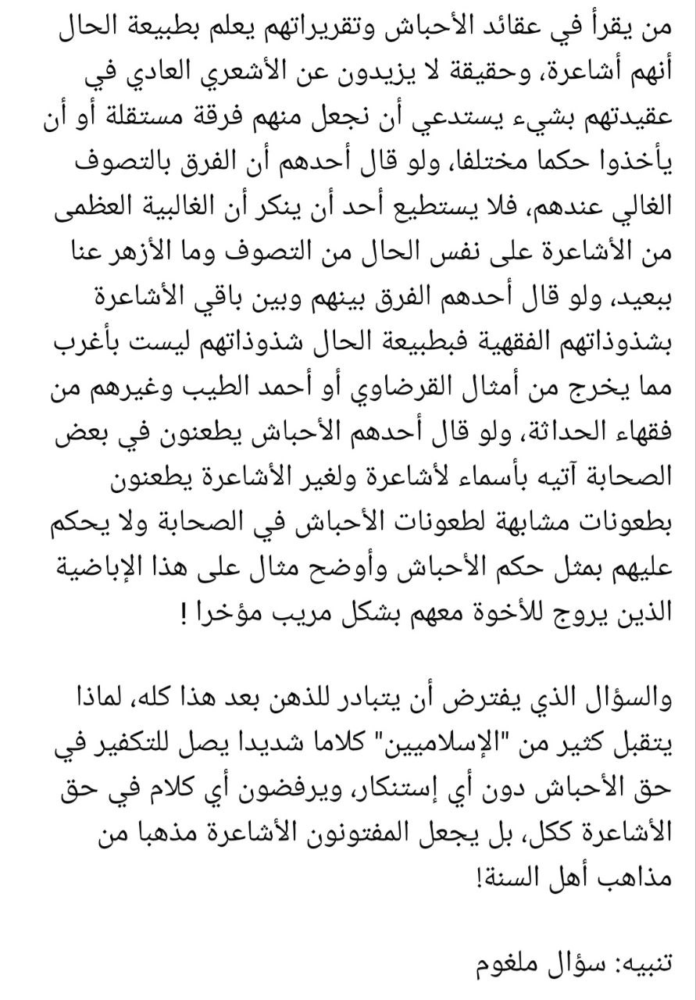 من يقرأ في عقائد الأحباش وتقريراتهم يعلم بطبيعة الحال
أنهم أشاعرة، وحقيقة لا يزيدون عن الأشعري العادي في
عقيدتهم بشيء يستدعي أن نجعل منهم فرقة مستقلة أو أن
يأخذوا حكما مختلفا، ولو قال أحدهم أن الفرق بالتصوف
الغالي عندهم، فلا يستطيع أحد أن ينكر أن الغالبية العظمى
من الأشاعرة على نفس الحال من التصوف وما الأزهر عنا
ببعيد، ولو قال أحدهم الفرق بينهم وبين باقي الأشاعرة
بشذوذاتهم الفقهية فبطبيعة الحال شذوذاتهم ليست بأغرب
مما يخرج من أمثال القرضاوي أو أحمد الطيب وغيرهم من
فقهاء الحداثة، ولو قال أحدهم الأحباش يطعنون في بعض
الصحابة آتيه بأسماء لأشاعرة ولغير الأشاعرة يطعنون
بطعونات مشابهة لطعونات الأحباش في الصحابة ولا يحكم
عليهم بمثل حكم الأحباش وأوضح مثال على هذا الإباضية
الذين يروج للأخوة معهم بشكل مريب مؤخرا !
والسؤال الذي يفترض أن يتبادر للذهن بعد هذا كله، لماذا
يتقبل كثير من "الإسلاميين" كلاما شديدا يصل للتكفير في
حق الأحباش دون أي إستنكار، ويرفضون أي كلام في حق
الأشاعرة ككل، بل يجعل المفتونون الأشاعرة مذهبا من
مذاهب أهل السنة!
تنبيه: سؤال ملغوم